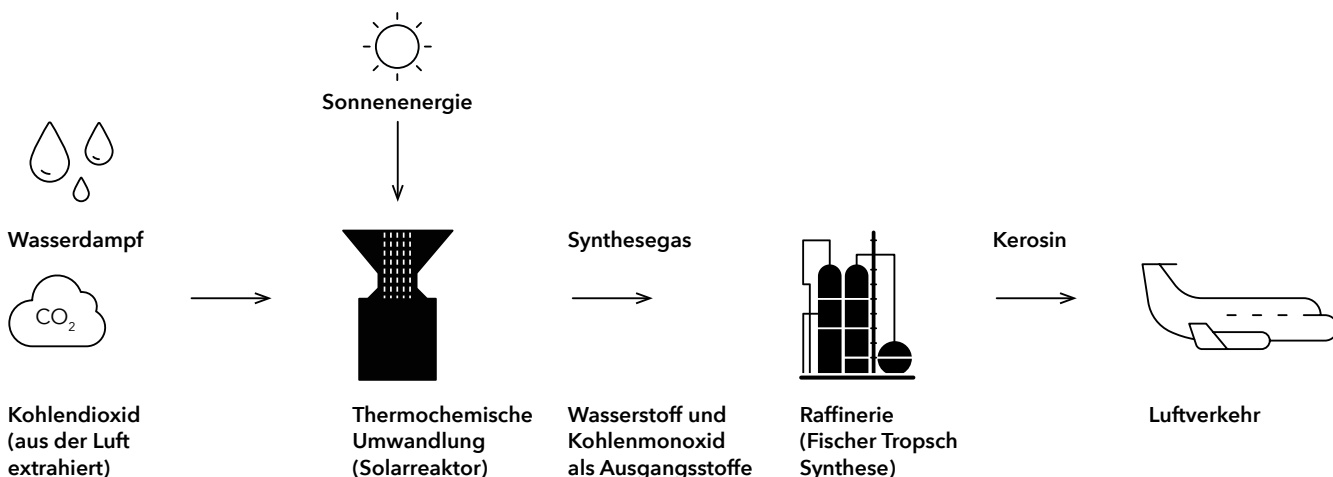 Sonnenenergie
Wasserdampf
CO₂
Kohlendioxid
(aus der Luft
extrahiert)
Thermochemische
Umwandlung
(Solarreaktor)
Synthesegas
Wasserstoff und
Kohlenmonoxid
als Ausgangsstoffe
Raffinerie
(Fischer Tropsch
Synthese)
Kerosin
Luftverkehr